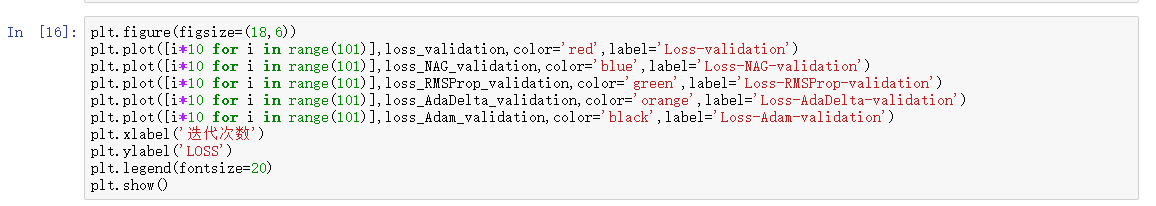 In [16]: plt.figure(figsize=(18,6))
plt.plot([i*10 for i in range(101)],loss_validation,color='red',label='Loss-validation')
plt.plot([i*10 for i in range(101)],loss_NAG_validation,color='blue',label='Loss-NAG-validation')
plt.plot([i*10 for i in range(101)],loss_RMSProp_validation,color='green',label='Loss-RMSProp-validation')
plt.plot([i*10 for i in range(101)],loss_AdaDelta_validation,color='orange',label='Loss-AdaDelta-validation')
plt.plot([i*10 for i in range(101)],loss_Adam_validation,color='black',label='Loss-Adam-validation')
plt.xlabel('迭代次数')
plt.ylabel('LOSS')
plt.legend(fontsize=20)
plt.show()